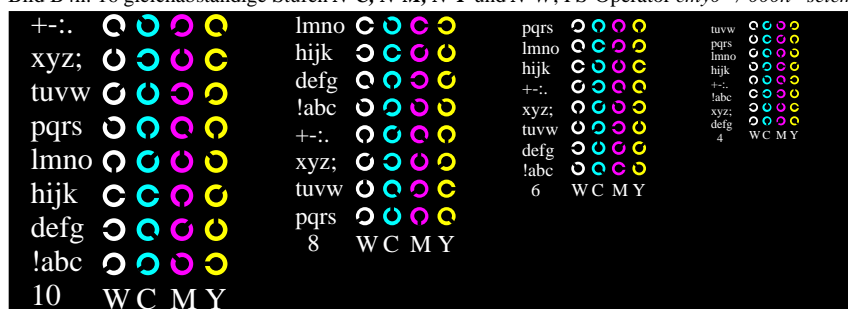 +-:.
xyz;
tuvw
pqrs
lmno
hijk
defg
!abc
10 W C M Y
lmno
hijk
defg
!abc
+-:.
xyz;
tuvw
pqrs
8 W C M Y
pqrs
lmno
hijk
+-:.
xyz;
tuvw
defg
!abc
6 W C M Y
tuvw
pqrs
lmno
hijk
+-:.
!abc
xyz;
defg
4 W C M Y